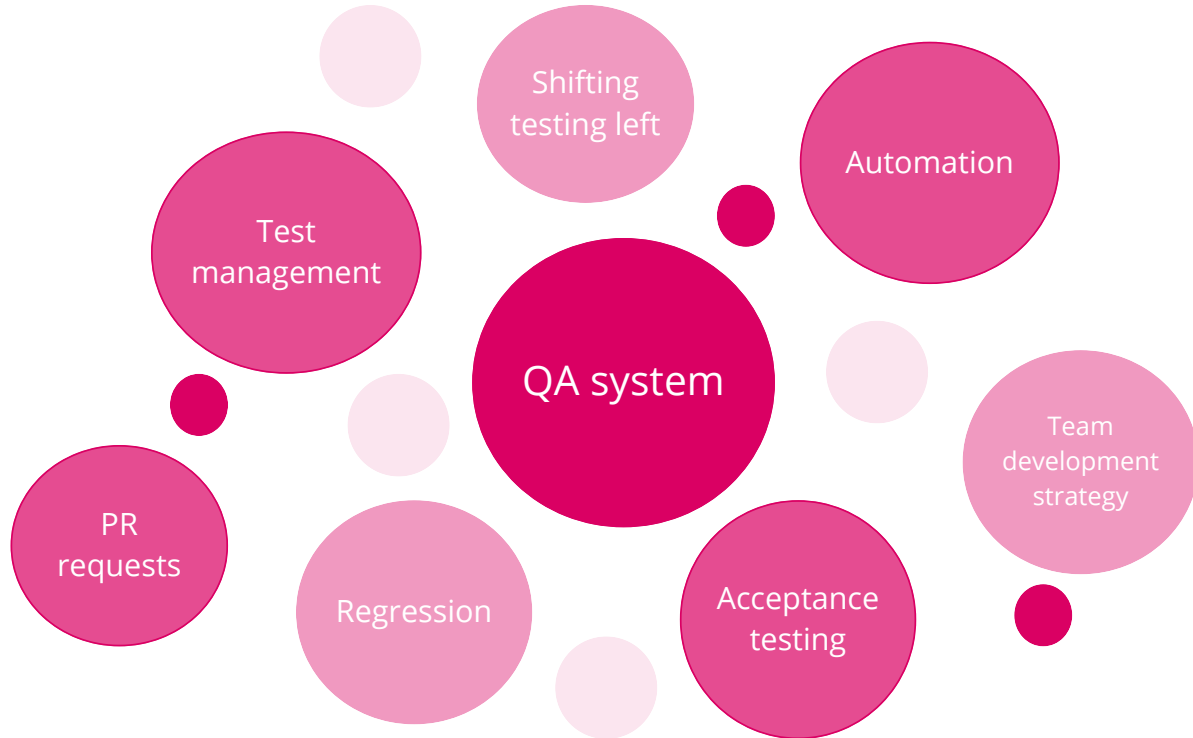 Shifting
testing left
Automation
Test
management
QA system
Team
development
strategy
PR
requests
Regression
Acceptance
testing